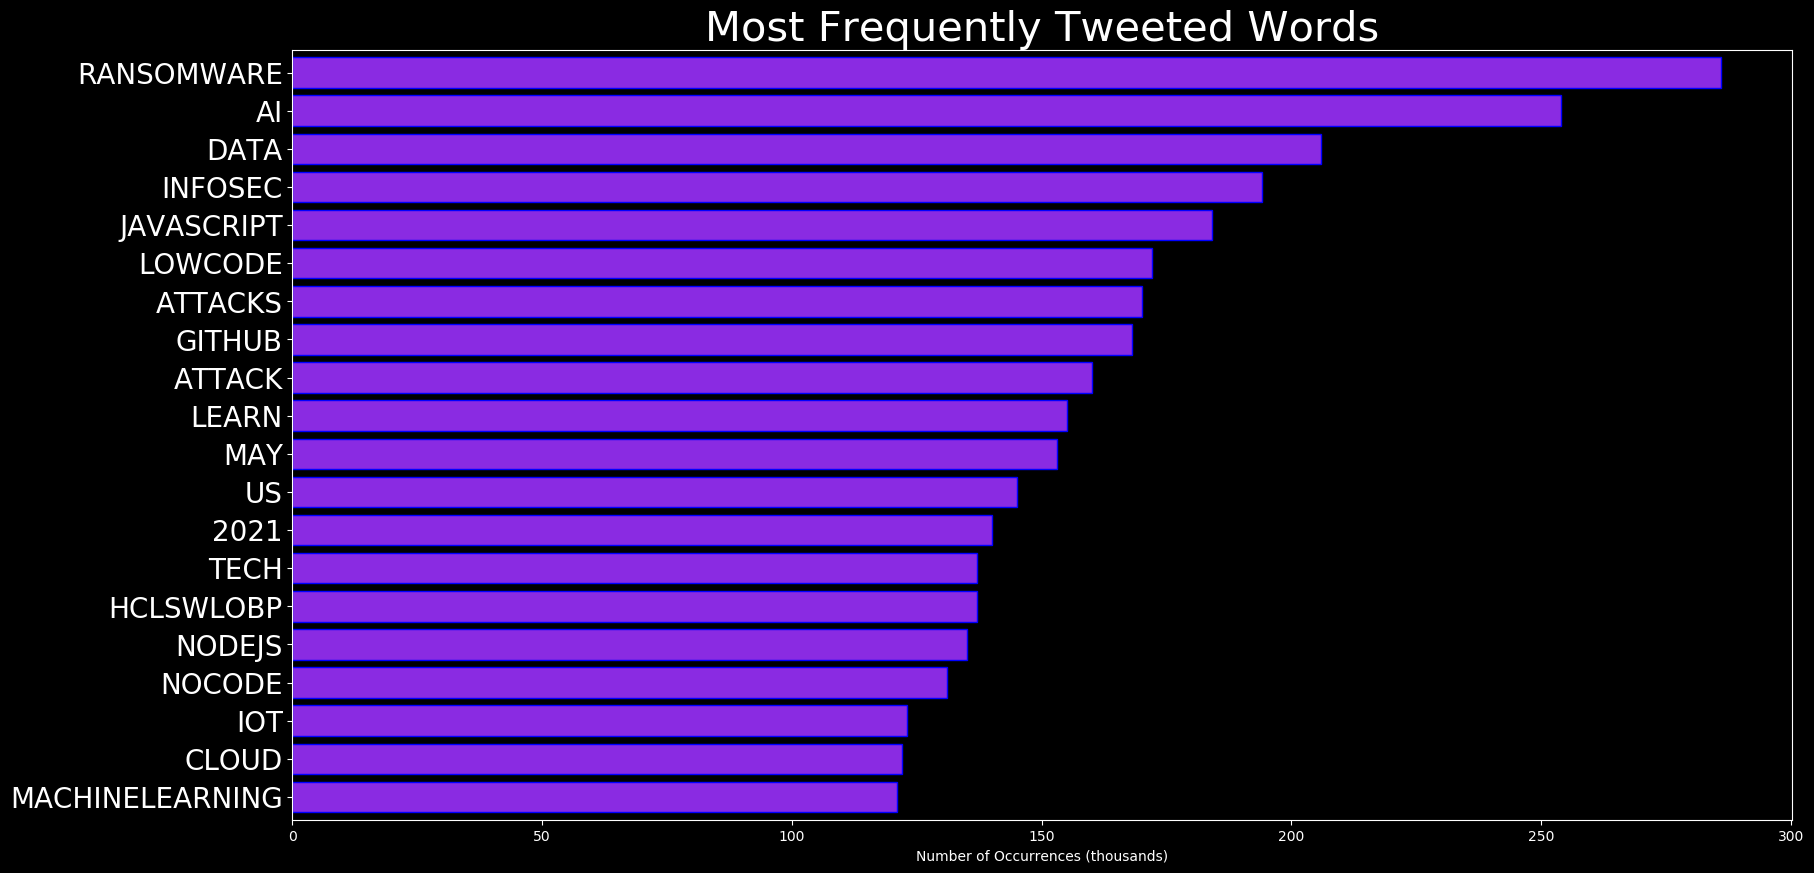 Most Frequently Tweeted Words
RANSOMWARE
AI
DATA
INFOSEC
JAVASCRIPT
LOWCODE
ATTACKS
GITHUB
ATTACK
LEARN
MAY
US
2021
TECH
HCLSWLOBP
NODEJS
NOCODE
IOT
CLOUD
MACHINELEARNING
0 50 100 150 200 250 300
Number of Occurrences (thousands)